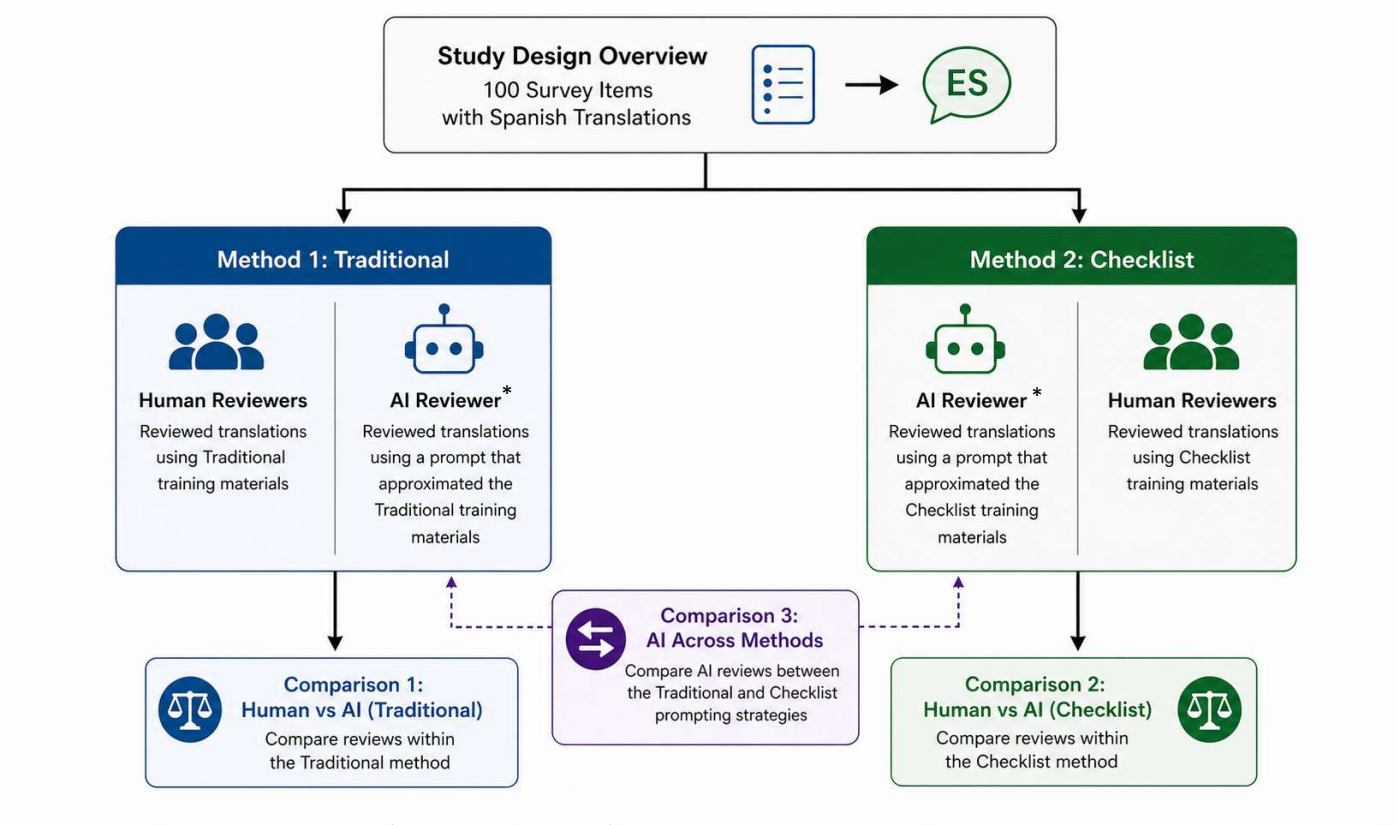 Study Design Overview
100 Survey Items
with Spanish Translations
ES
Method 1: Traditional
Human Reviewers
Reviewed translations
using Traditional
training materials
AI Reviewer*
Reviewed translations
using a prompt that
approximated the
Traditional training
materials
Method 2: Checklist
AI Reviewer *
Reviewed translations
using a prompt that
approximated the
Checklist training
materials
Human Reviewers
Reviewed translations
using Checklist
training materials
Comparison 1:
Human vs AI (Traditional)
Compare reviews within
the Traditional method
Comparison 3:
AI Across Methods
Compare AI reviews between
the Traditional and Checklist
prompting strategies
Comparison 2:
Human vs AI (Checklist)
Compare reviews within
the Checklist method